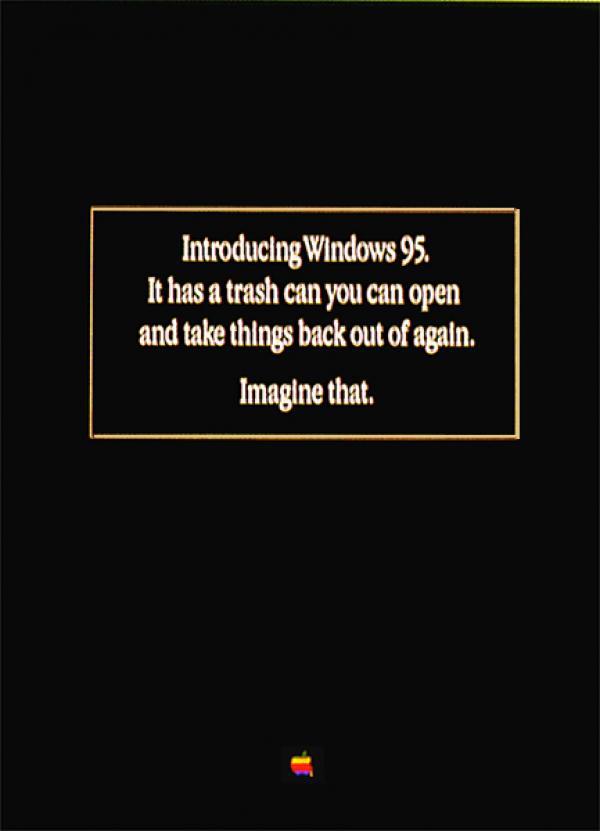 Introducing Windows 95.
It has a trash can you can open
and take things back out of again.
Imagine that.